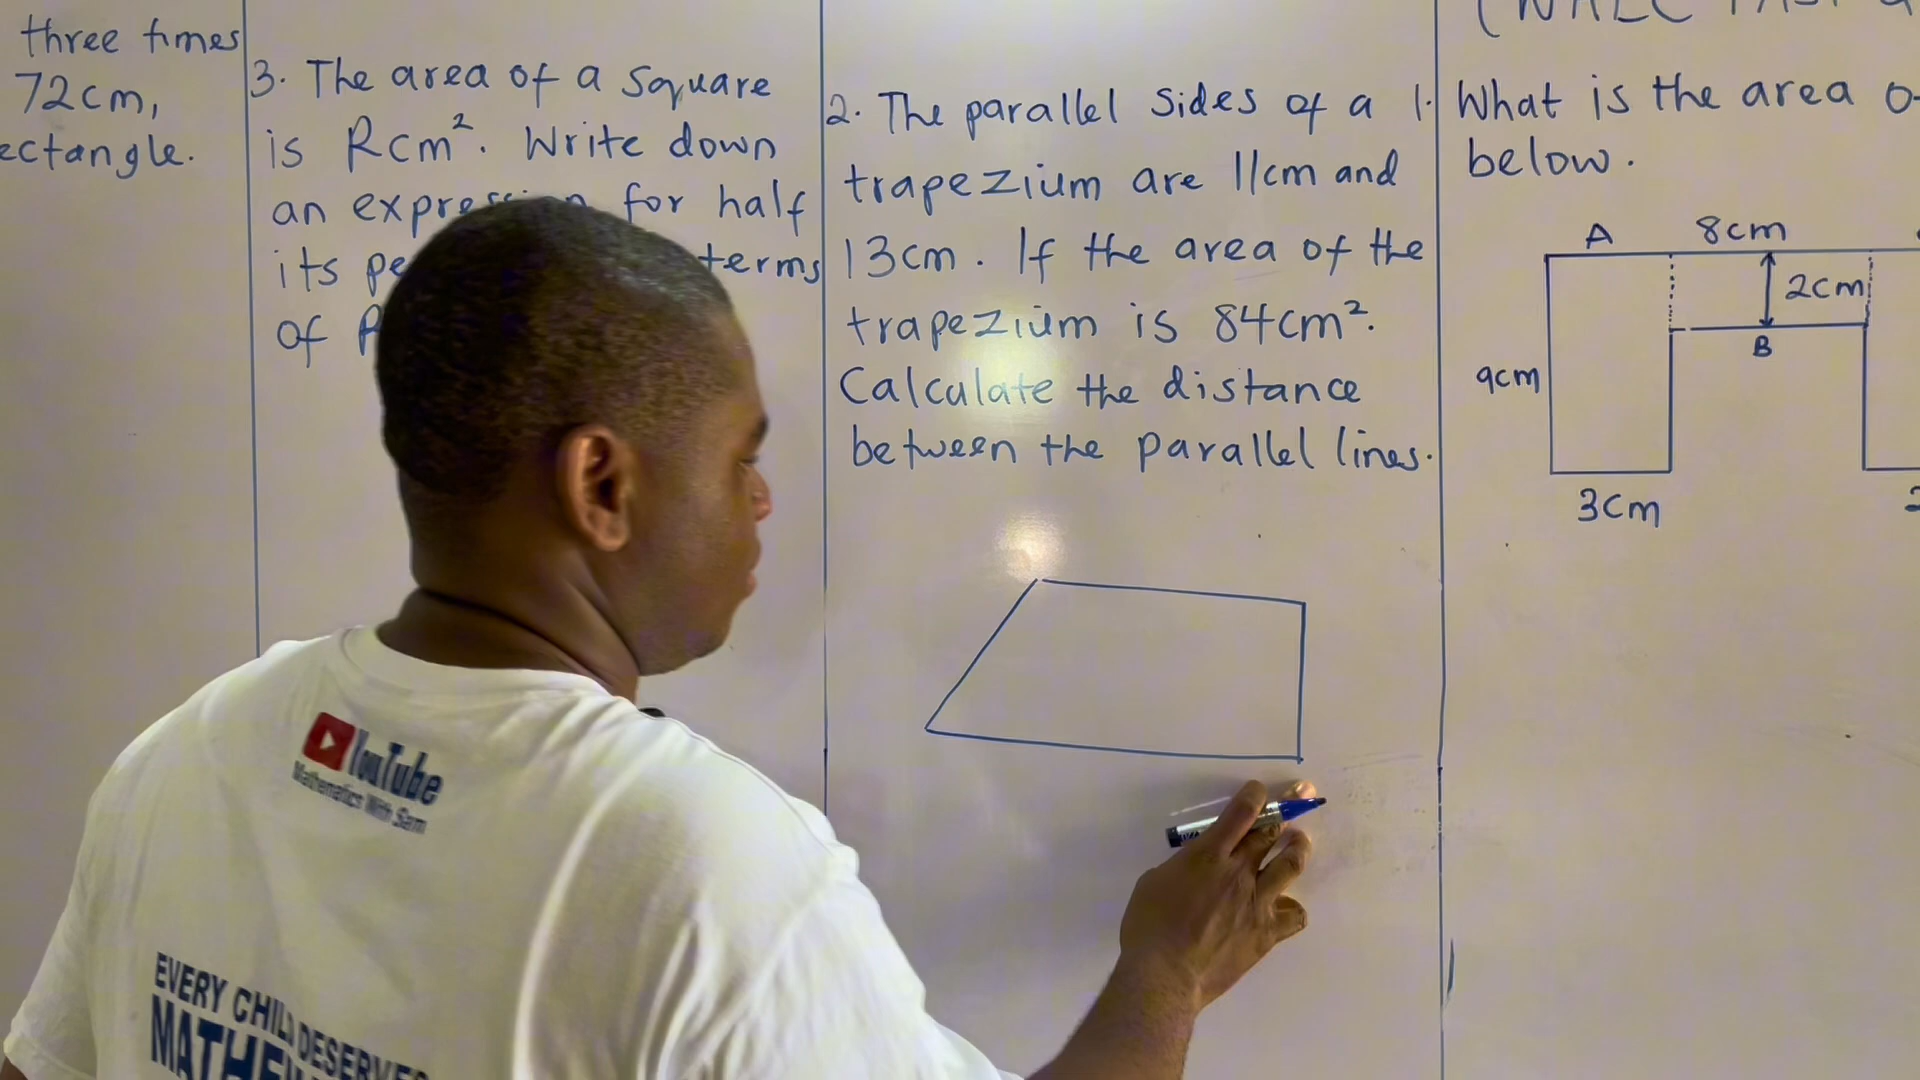 three times
72cm,
ectangle.
3. The area of a square
is Rcm². Write down
an for half
its terms
of
2. The parallel sides of a
trapezium are 11cm and
13cm. If the area of the
trapezium is 84cm².
Calculate the distance
between the parallel lines.
1. What is the area
below.
A
8cm
2cm
B
9cm
3cm
YouTube
Mathematics With Sam
EVERY CHILD DESERVES